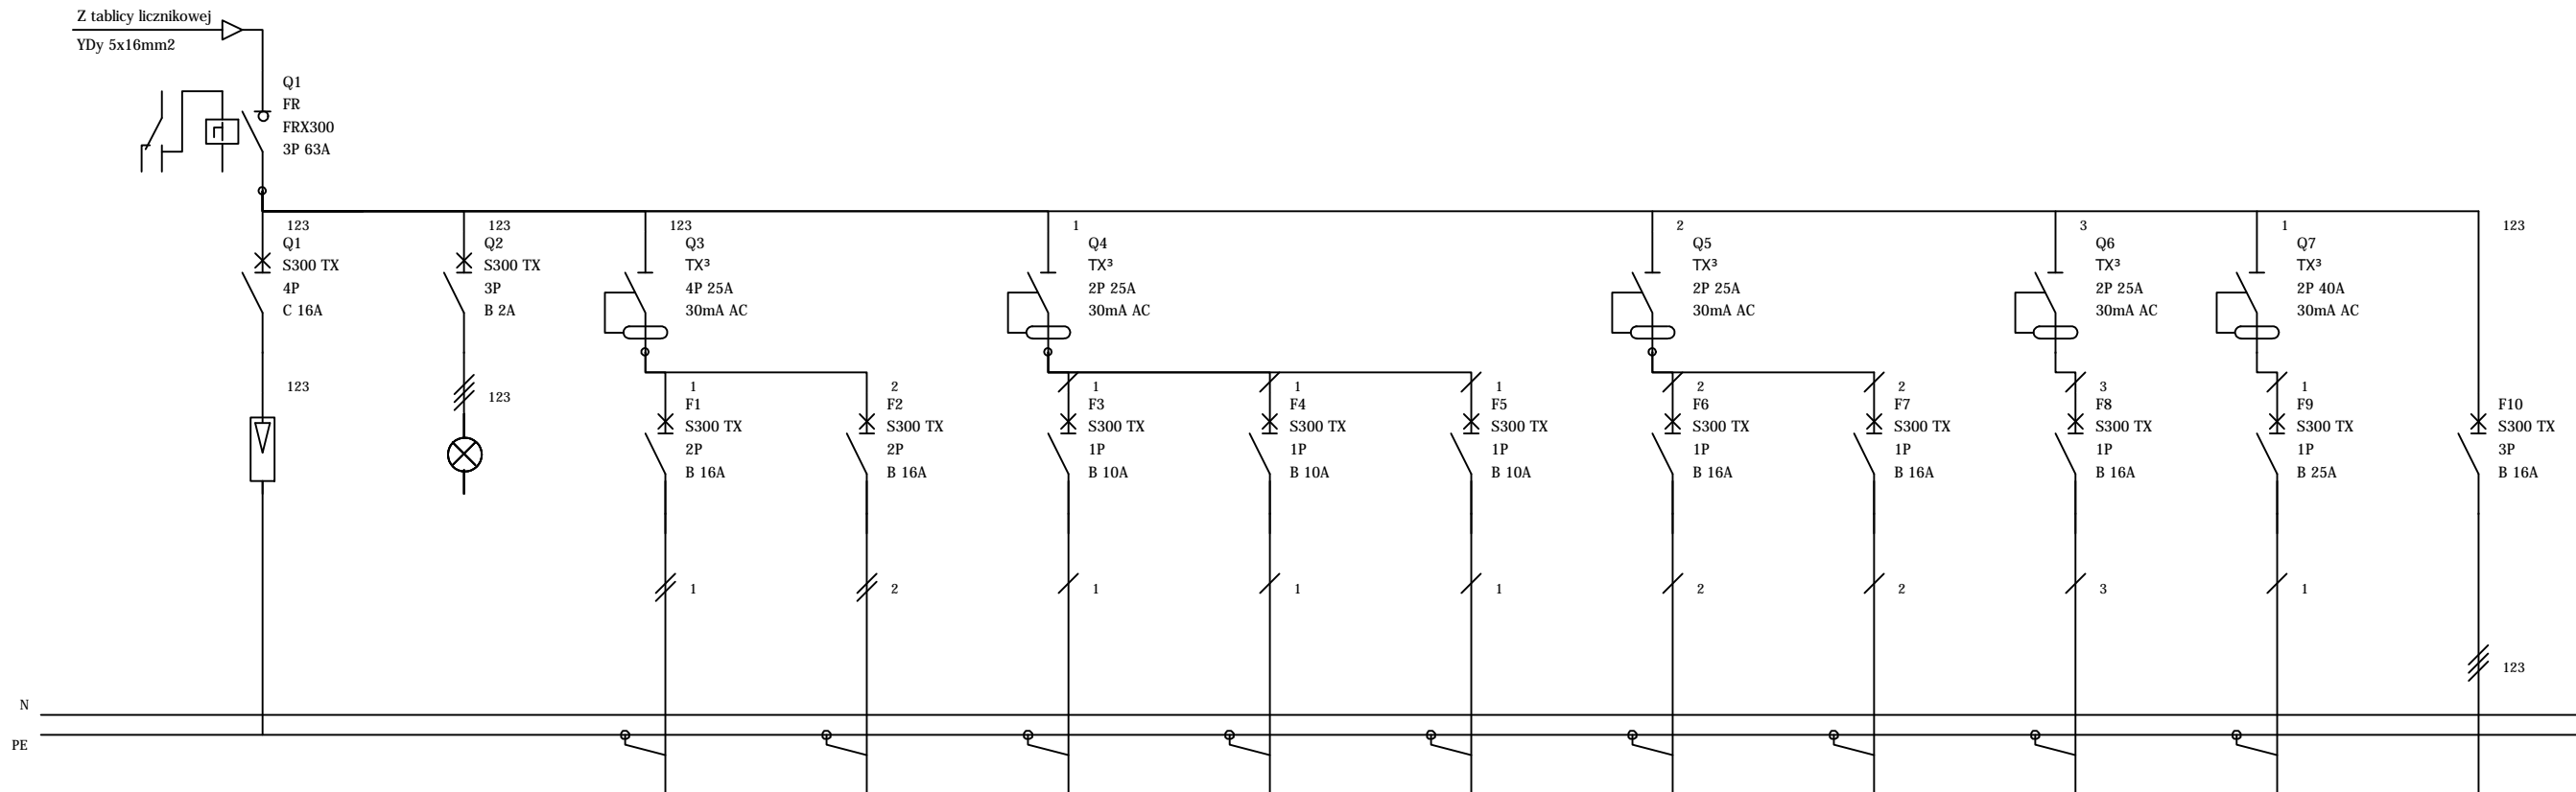 Z tablicy licznikowej
YDy 5x16mm2
Q1
FR
FRX300
3P 63A
123
123
123
1
2
3
1
123
Q1
S300 TX
4P
C 16A
Q2
S300 TX
3P
B 2A
Q3
TX³
4P 25A
30mA AC
Q4
TX³
2P 25A
30mA AC
Q5
TX³
2P 25A
30mA AC
Q6
TX³
2P 25A
30mA AC
Q7
TX³
2P 40A
30mA AC
123
123
1
F1
S300 TX
2P
B 16A
2
F2
S300 TX
2P
B 16A
1
F3
S300 TX
1P
B 10A
1
F4
S300 TX
1P
B 10A
1
F5
S300 TX
1P
B 10A
2
F6
S300 TX
1P
B 16A
2
F7
S300 TX
1P
B 16A
3
F8
S300 TX
1P
B 16A
1
F9
S300 TX
1P
B 25A
F10
S300 TX
3P
B 16A
1
2
1
1
1
2
2
3
1
123
N
PE